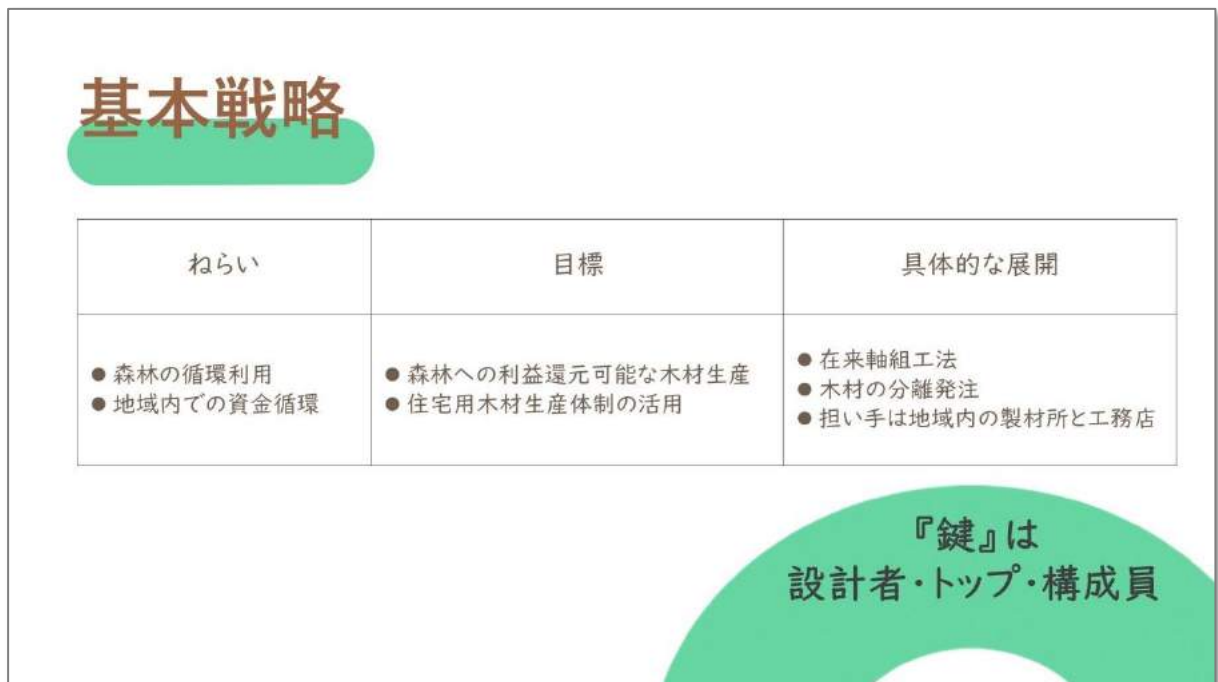 基本戦略
ねらい
目標
具体的な展開
● 森林の循環利用
● 地域内での資金循環
● 森林への利益還元可能な木材生産
● 住宅用木材生産体制の活用
● 在来軸組工法
● 木材の分離発注
● 担い手は地域内の製材所と工務店
『鍵』は
設計者・トップ・構成員